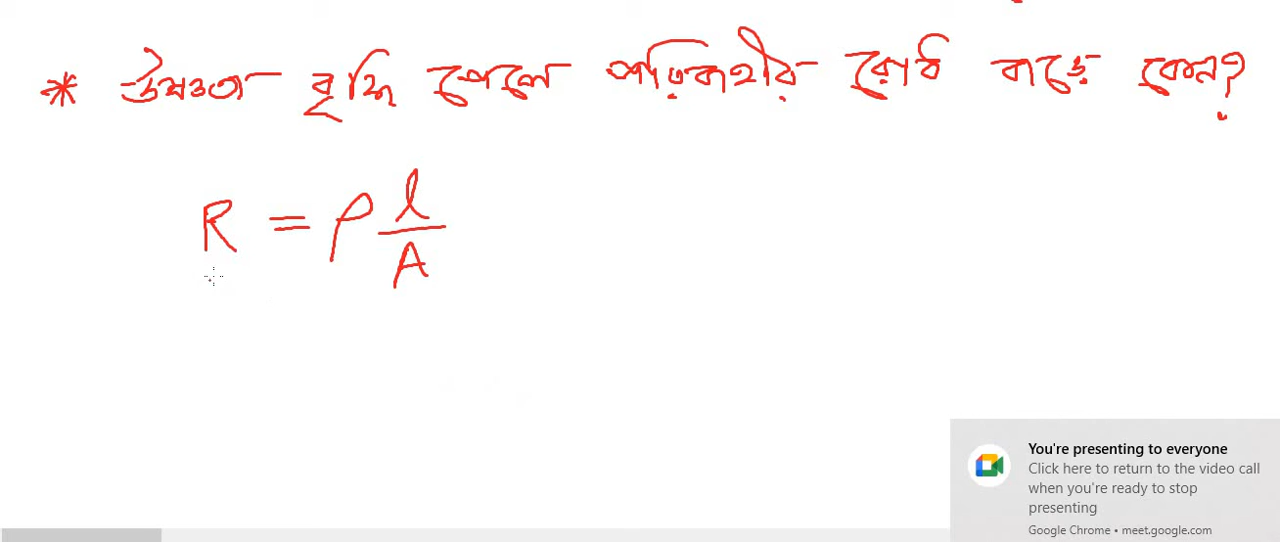 * উষ্ণতা বৃদ্ধি পেলে পরিবাহীর রোধ বাড়ে কেন?
R = ρ l/A
You're presenting to everyone
Click here to return to the video call
when you're ready to stop
presenting
Google Chrome • meet.google.com